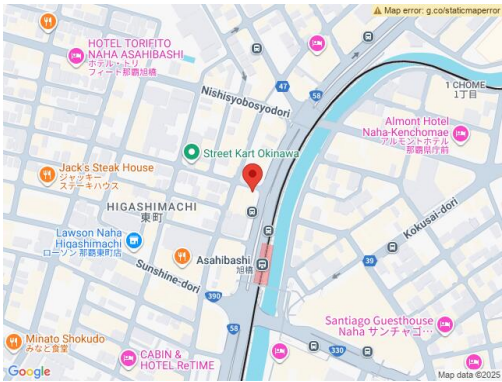 Map error: g.co/staticmaperror
HOTEL TORIFITO
NAHA ASAHIBASHI
ホテル・トリ
フィート那覇旭橋
47
58
Nishisyobosyodori
1 CHOME
1丁目
Almont Hotel
Naha-Kenchomae
アルモントホテル
那覇県庁前
Street Kart Okinawa
Jack's Steak House
ジャッキー
ステーキハウス
HIGASHIMACHI
東町
Kokusai-dori
Lawson Naha
Higashimachi
ローソン 那覇東町店
Asahibashi
旭橋
39
Sunshine-dori
390
58
Santiago Guesthouse
Naha サンチャゴ…
Minato Shokudo
みなと食堂
330
CABIN &
HOTEL ReTIME
Google
Map data ©2025